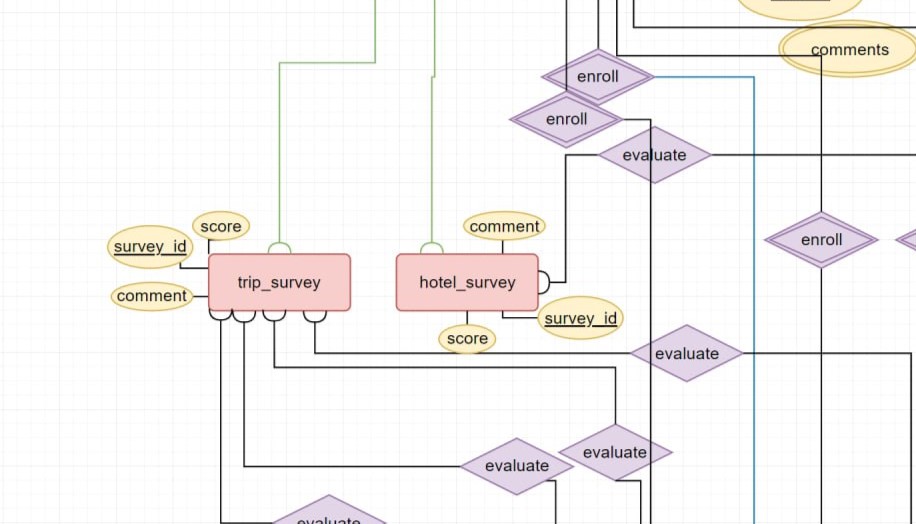 comments
enroll
enroll
evaluate
score
comment
survey_id
enroll
trip_survey
hotel_survey
comment
survey_id
score
evaluate
evaluate
evaluate
evaluate